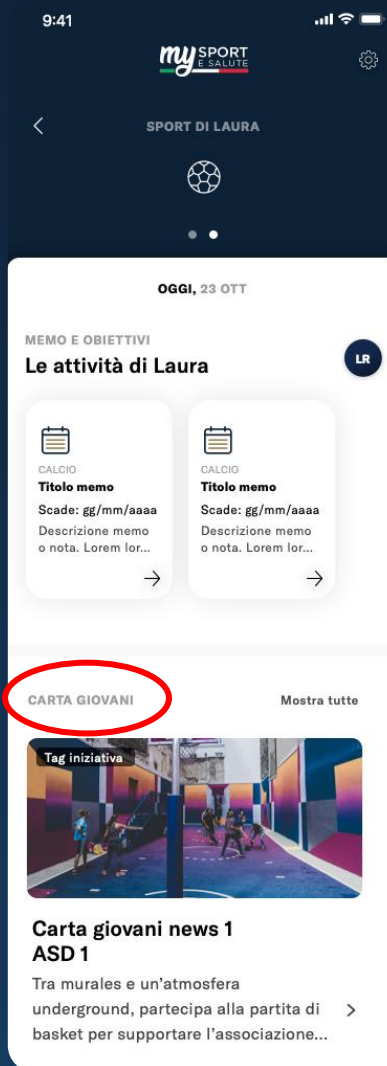 9:41
my SPORT
E SALUTE
SPORT DI LAURA
OGGI, 23 OTT
MEMO E OBIETTIVI
Le attività di Laura
LR
CALCIO
Titolo memo
Scade: gg/mm/aaaa
Descrizione memo
o nota. Lorem lor...
CALCIO
Titolo memo
Scade: gg/mm/aaaa
Descrizione memo
o nota. Lorem lor...
CARTA GIOVANI
Mostra tutte
Tag iniziativa
Carta giovani news 1
ASD 1
Tra murales e un’atmosfera
underground, partecipa alla partita di
basket per supportare l’associazione...